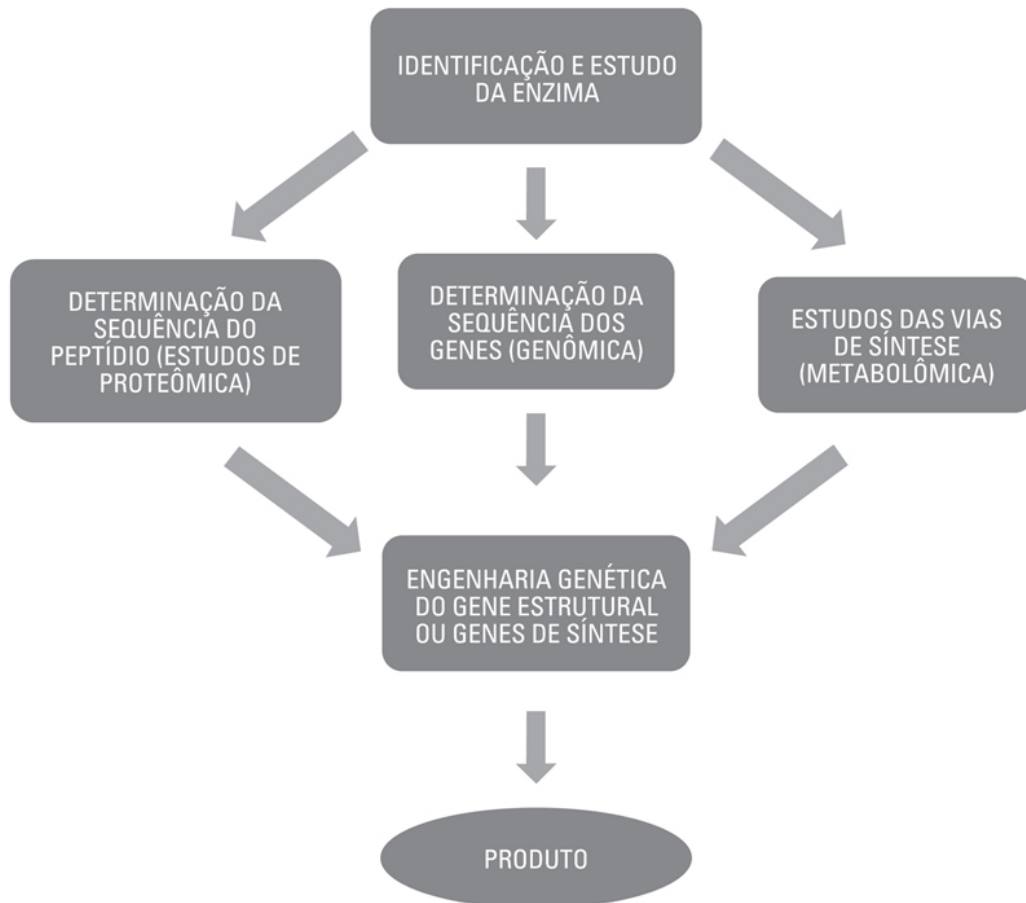 IDENTIFICAÇÃO E ESTUDO
DA ENZIMA
DETERMINAÇÃO DA
SEQUÊNCIA DO
PEPTÍDIO (ESTUDOS DE
PROTEÔMICA)
DETERMINAÇÃO DA
SEQUÊNCIA DOS
GENES (GENÔMICA)
ESTUDOS DAS VIAS
DE SÍNTESE
(METABOLÔMICA)
ENGENHARIA GENÉTICA
DO GENE ESTRUTURAL
OU GENES DE SÍNTESE
PRODUTO